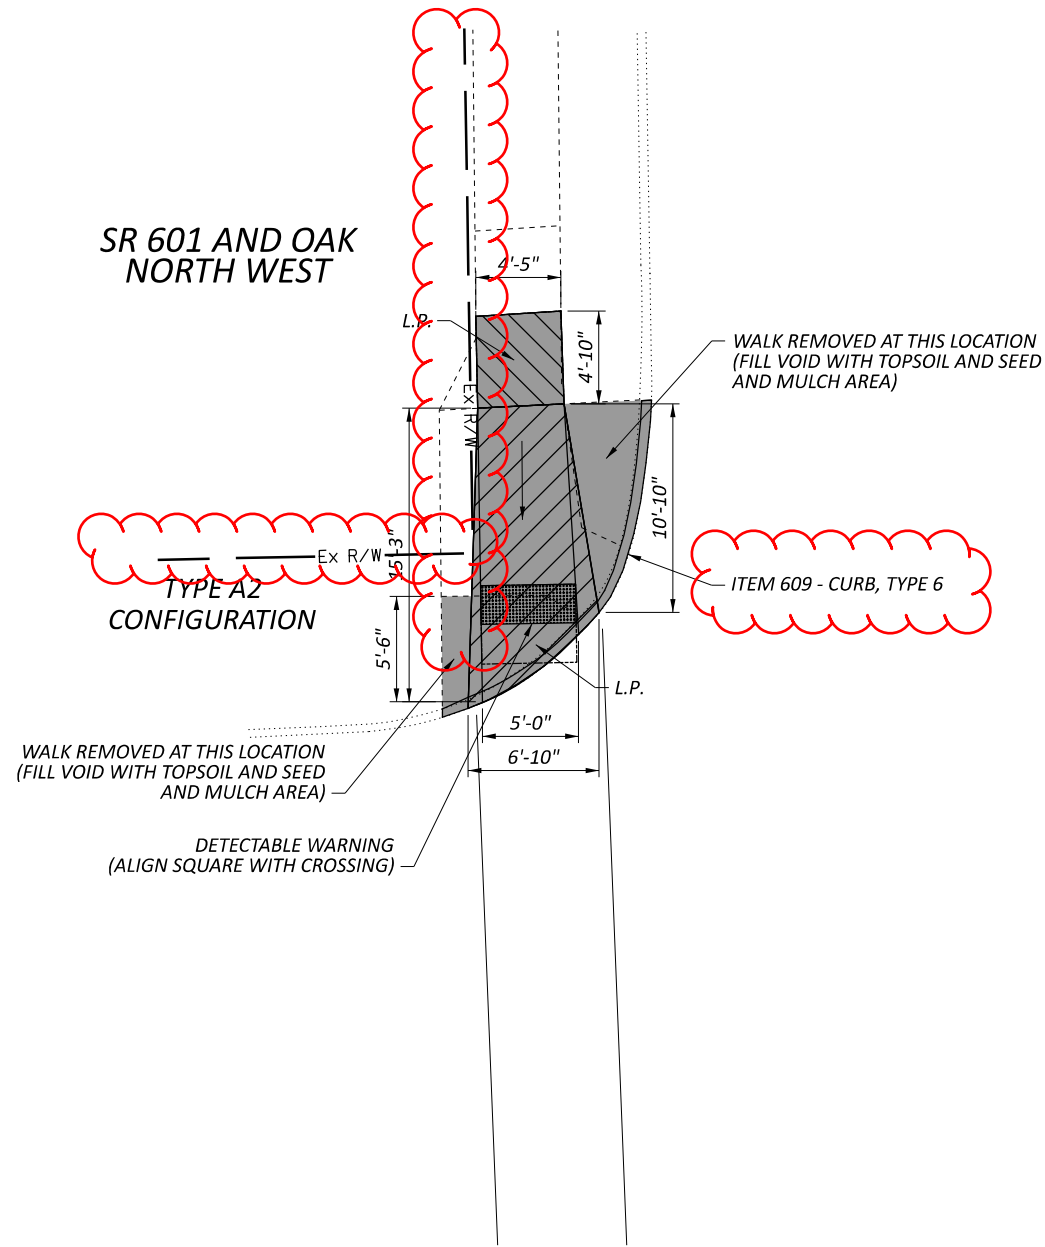 SR 601 AND OAK
NORTH WEST
4'-5"
L.P.
4'-10"
WALK REMOVED AT THIS LOCATION
(FILL VOID WITH TOPSOIL AND SEED
AND MULCH AREA)
Ex R/W
10'-10"
15'-3"
Ex R/W
TYPE A2
CONFIGURATION
ITEM 609 - CURB, TYPE 6
5'-6"
L.P.
5'-0"
6'-10"
WALK REMOVED AT THIS LOCATION
(FILL VOID WITH TOPSOIL AND SEED
AND MULCH AREA)
DETECTABLE WARNING
(ALIGN SQUARE WITH CROSSING)